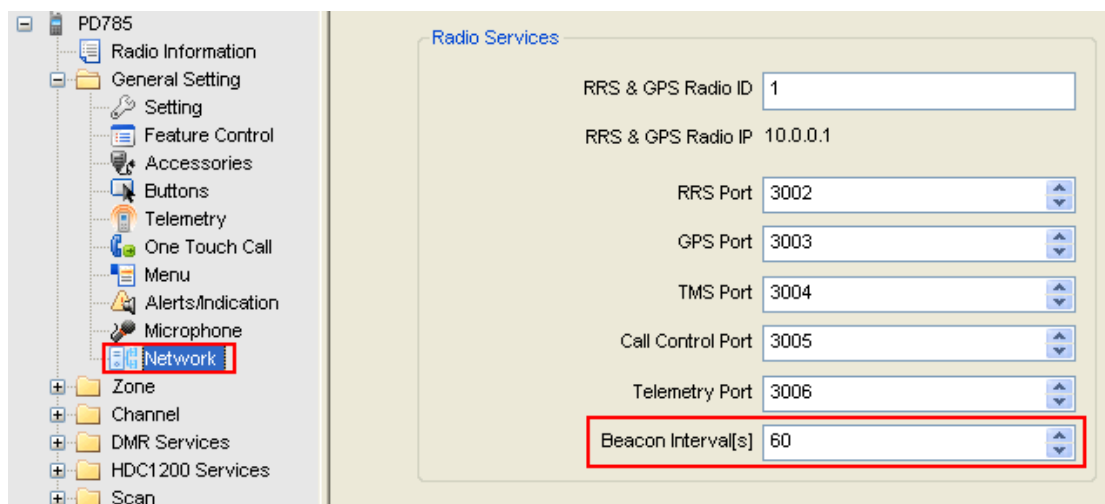 PD785
Radio Information
General Setting
Setting
Feature Control
Accessories
Buttons
Telemetry
One Touch Call
Menu
Alerts/Indication
Microphone
Network
Zone
Channel
DMR Services
HDC1200 Services
Scan
Radio Services
RRS & GPS Radio ID 1
RRS & GPS Radio IP 10.0.0.1
RRS Port 3002
GPS Port 3003
TMS Port 3004
Call Control Port 3005
Telemetry Port 3006
Beacon Interval[s] 60